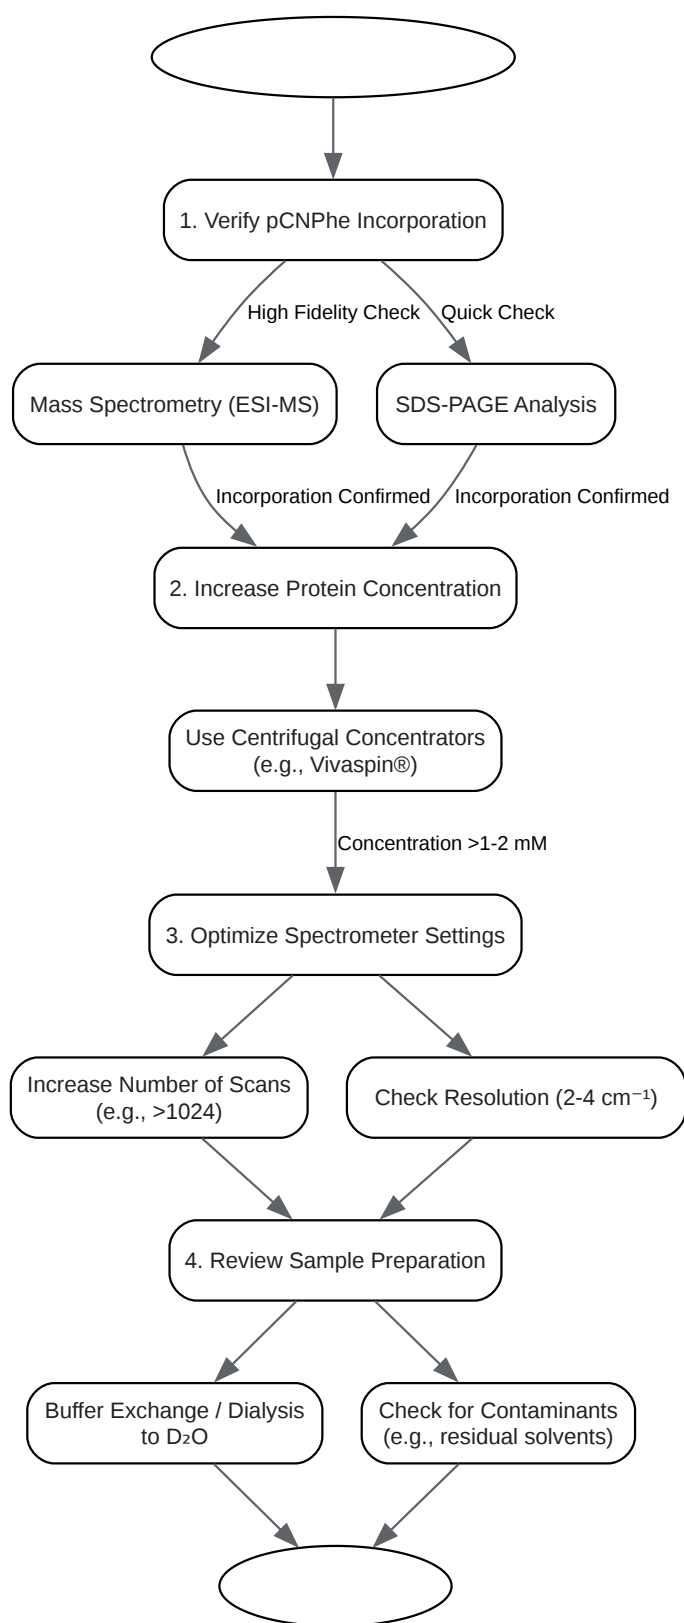 1. Verify pCNPhe Incorporation
High Fidelity Check
Quick Check
Mass Spectrometry (ESI-MS)
SDS-PAGE Analysis
Incorporation Confirmed
Incorporation Confirmed
2. Increase Protein Concentration
Use Centrifugal Concentrators
(e.g., Vivaspin®)
Concentration >1-2 mM
3. Optimize Spectrometer Settings
Increase Number of Scans
(e.g., >1024)
Check Resolution (2-4 cm⁻¹)
4. Review Sample Preparation
Buffer Exchange / Dialysis
to D₂O
Check for Contaminants
(e.g., residual solvents)